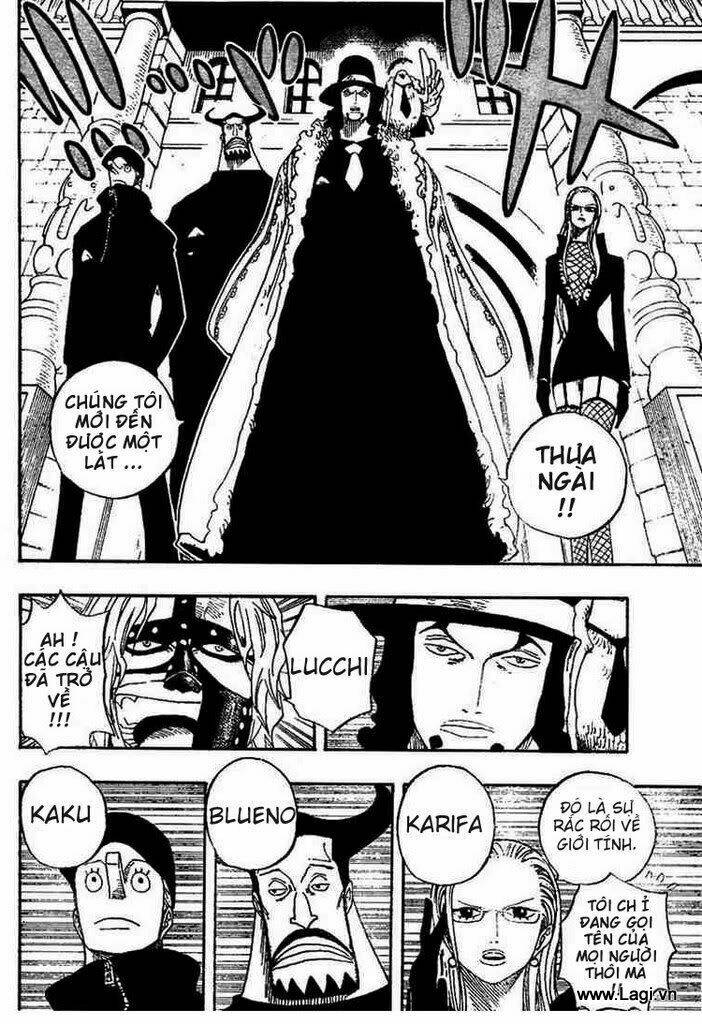 CHÚNG TÔI
MỚI ĐẾN
ĐƯỢC MỘT
LÁT ...
THƯA
NGÀI
!!
AH !
CÁC CẬU
ĐÃ TRỞ
VỀ
!!!
LUCCHI
KAKU
BLUENO
KARIFA
ĐÓ LÀ SỰ
RẮC RỐI VỀ
GIỚI TÍNH.
TÔI CHỈ
ĐANG GỌI
TÊN CỦA
MỌI NGƯỜI
THÔI MÀ
!!
www.Lagi.vn